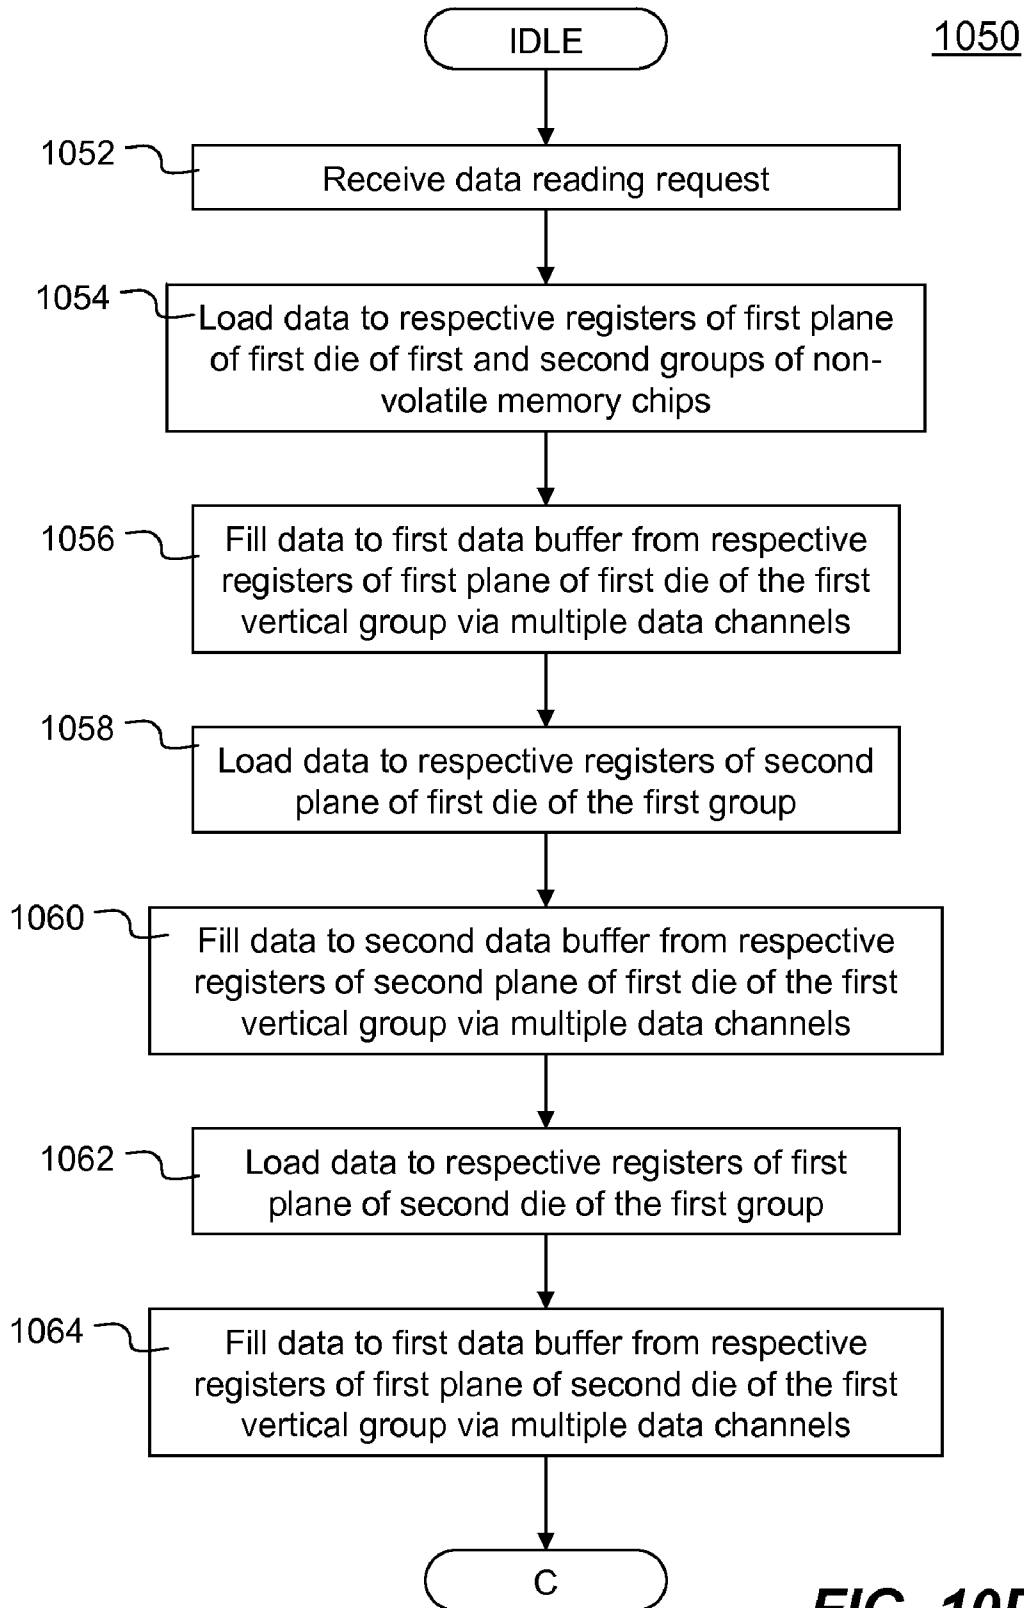 IDLE
1050
1052
Receive data reading request
1054
Load data to respective registers of first plane
of first die of first and second groups of non-
volatile memory chips
1056
Fill data to first data buffer from respective
registers of first plane of first die of the first
vertical group via multiple data channels
1058
Load data to respective registers of second
plane of first die of the first group
1060
Fill data to second data buffer from respective
registers of second plane of first die of the first
vertical group via multiple data channels
1062
Load data to respective registers of first
plane of second die of the first group
1064
Fill data to first data buffer from respective
registers of first plane of second die of the first
vertical group via multiple data channels
C
FIG.